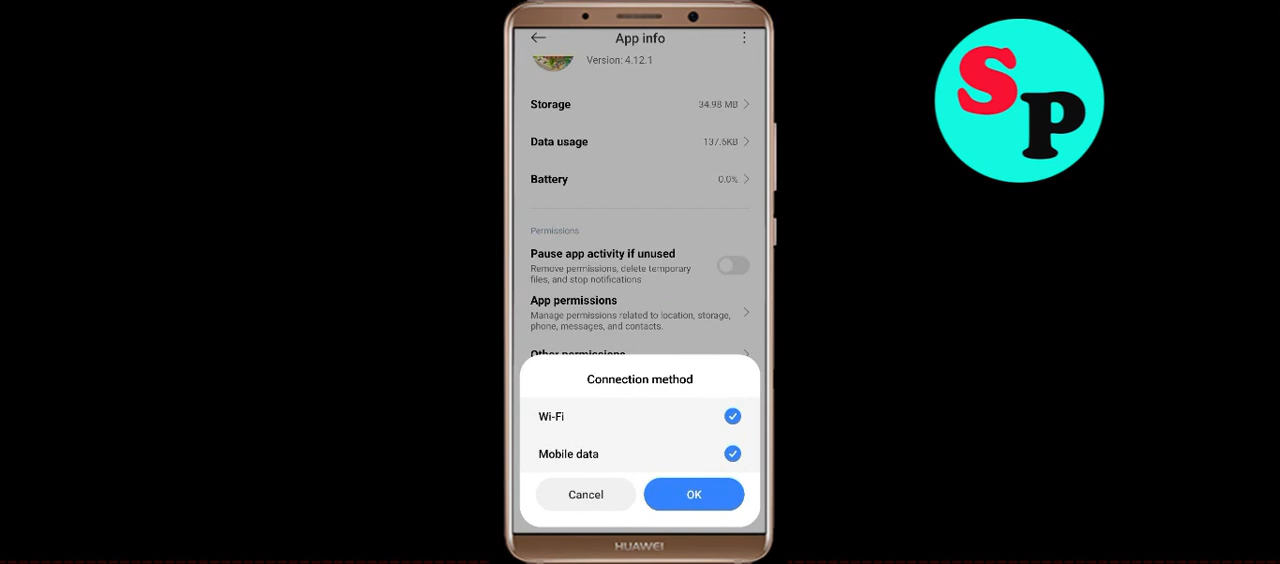 App info
Version: 4.12.1
Storage
34.98 MB
Data usage
137.6KB
Battery
0.0%
Permissions
Pause app activity if unused
Remove permissions, delete temporary
files, and stop notifications
App permissions
Manage permissions related to location, storage,
phone, messages, and contacts.
Other permissions
Connection method
Wi-Fi
Mobile data
Cancel
OK
HUAWEI
SP